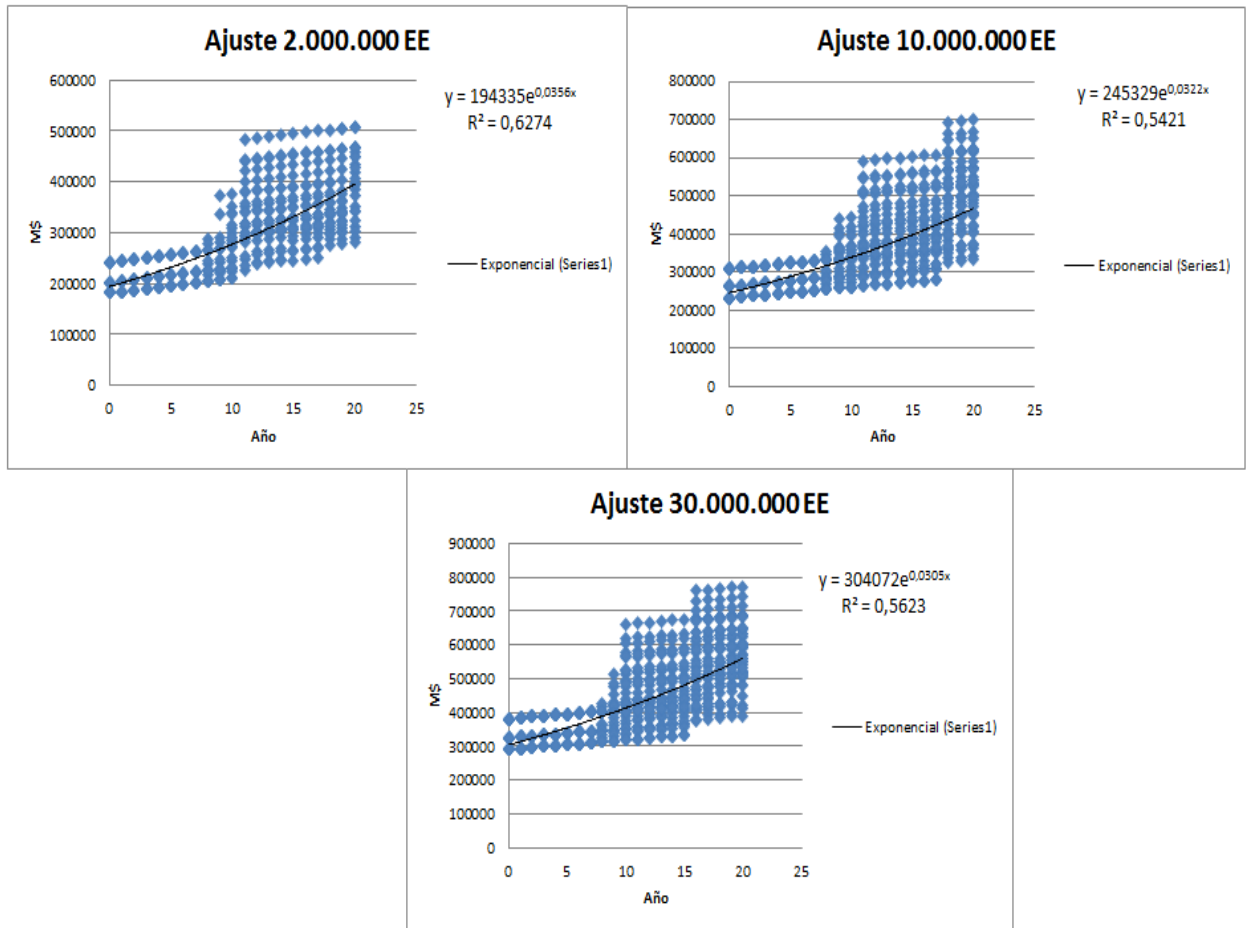 Ajuste 2.000.000 EE
600000
500000
400000
300000
200000
100000
0
M$
0 5 10 15 20 25
Año
y = 194335e^0,0356x
R² = 0,6274
Exponencial (Series1)
Ajuste 10.000.000 EE
800000
700000
600000
500000
400000
300000
200000
100000
0
M$
0 5 10 15 20 25
Año
y = 245329e^0,0322x
R² = 0,5421
Exponencial (Series1)
Ajuste 30.000.000 EE
900000
800000
700000
600000
500000
400000
300000
200000
100000
0
M$
0 5 10 15 20 25
Año
y = 304072e^0,0305x
R² = 0,5623
Exponencial (Series1)